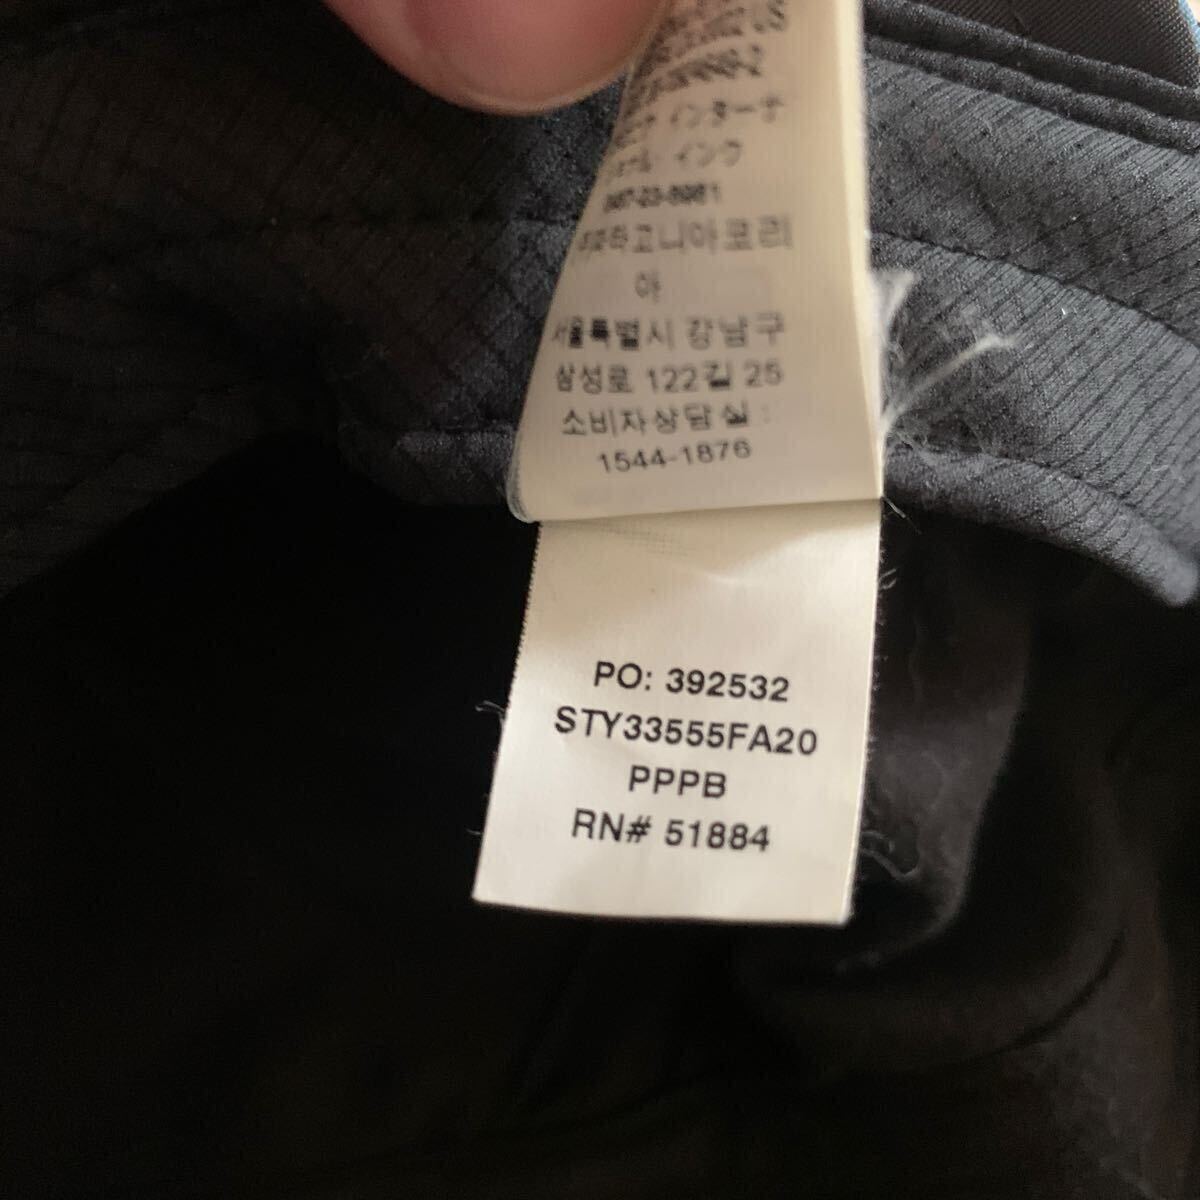 インターナ
ョナル インク
파타고니아코리
아
서울특별시 강남구
삼성로 122길 25
소비자상담실 :
1544-1876
PO: 392532
STY33555FA20
PPPB
RN# 51884